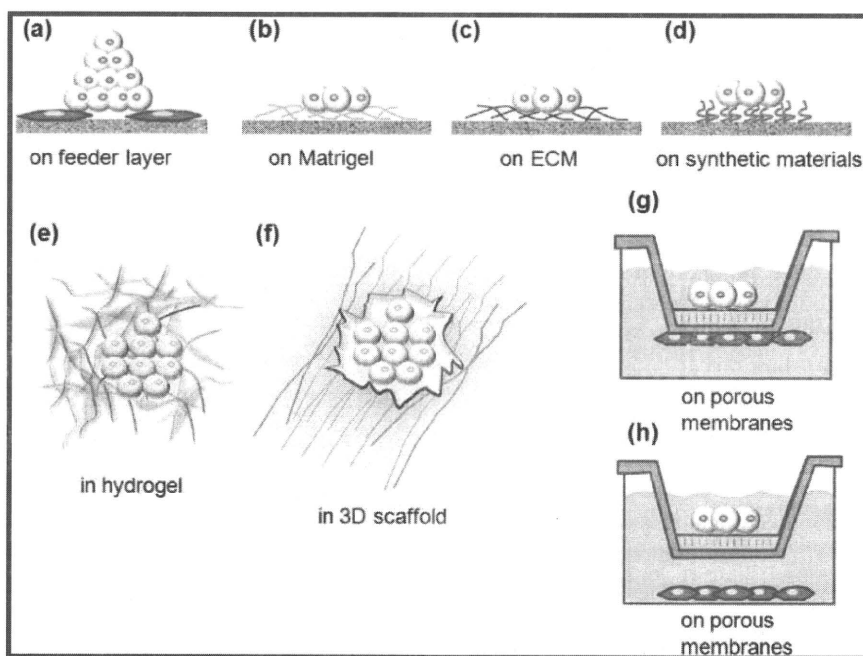 (a)
(b)
(c)
(d)
on feeder layer
on Matrigel
on ECM
on synthetic materials
(e)
(f)
(g)
in hydrogel
in 3D scaffold
on porous
membranes
(h)
on porous
membranes